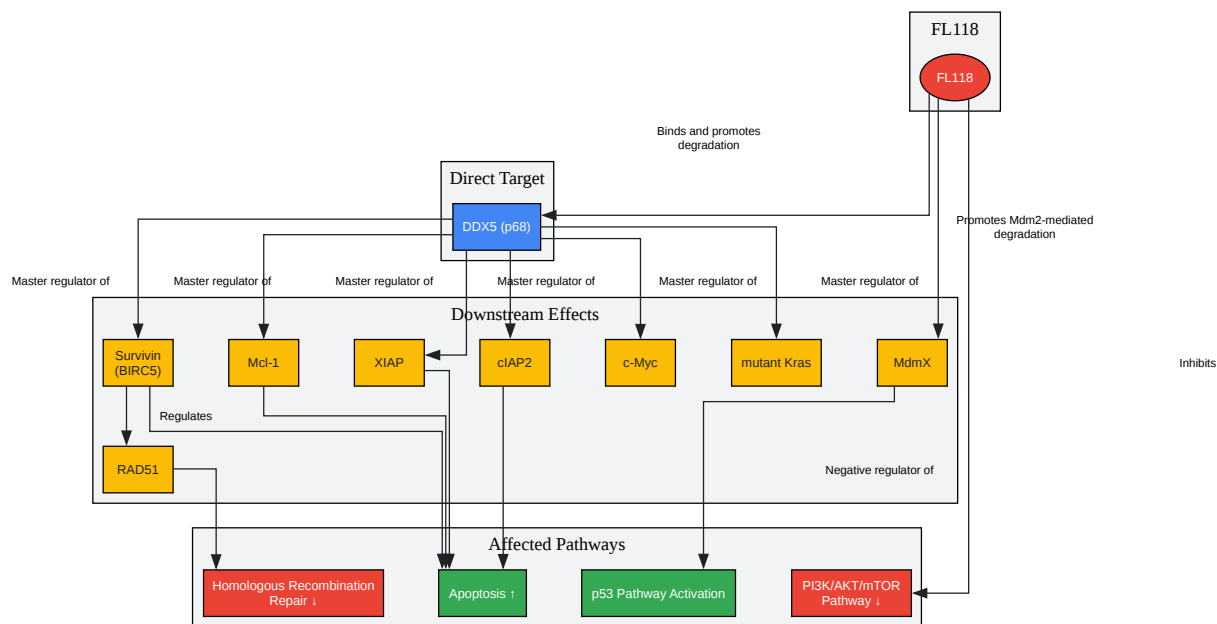 FL118
FL118
Binds and promotes
degradation
Direct Target
DDX5 (p68)
Promotes Mdm2-mediated
degradation
Master regulator of
Master regulator of
Master regulator of
Master regulator of
Master regulator of
Master regulator of
Downstream Effects
Survivin
(BIRC5)
Mcl-1
XIAP
cIAP2
c-Myc
mutant Kras
MdmX
Inhibits
Regulates
RAD51
Negative regulator of
Affected Pathways
Homologous Recombination
Repair ↓
Apoptosis ↑
p53 Pathway Activation
PI3K/AKT/mTOR
Pathway ↓